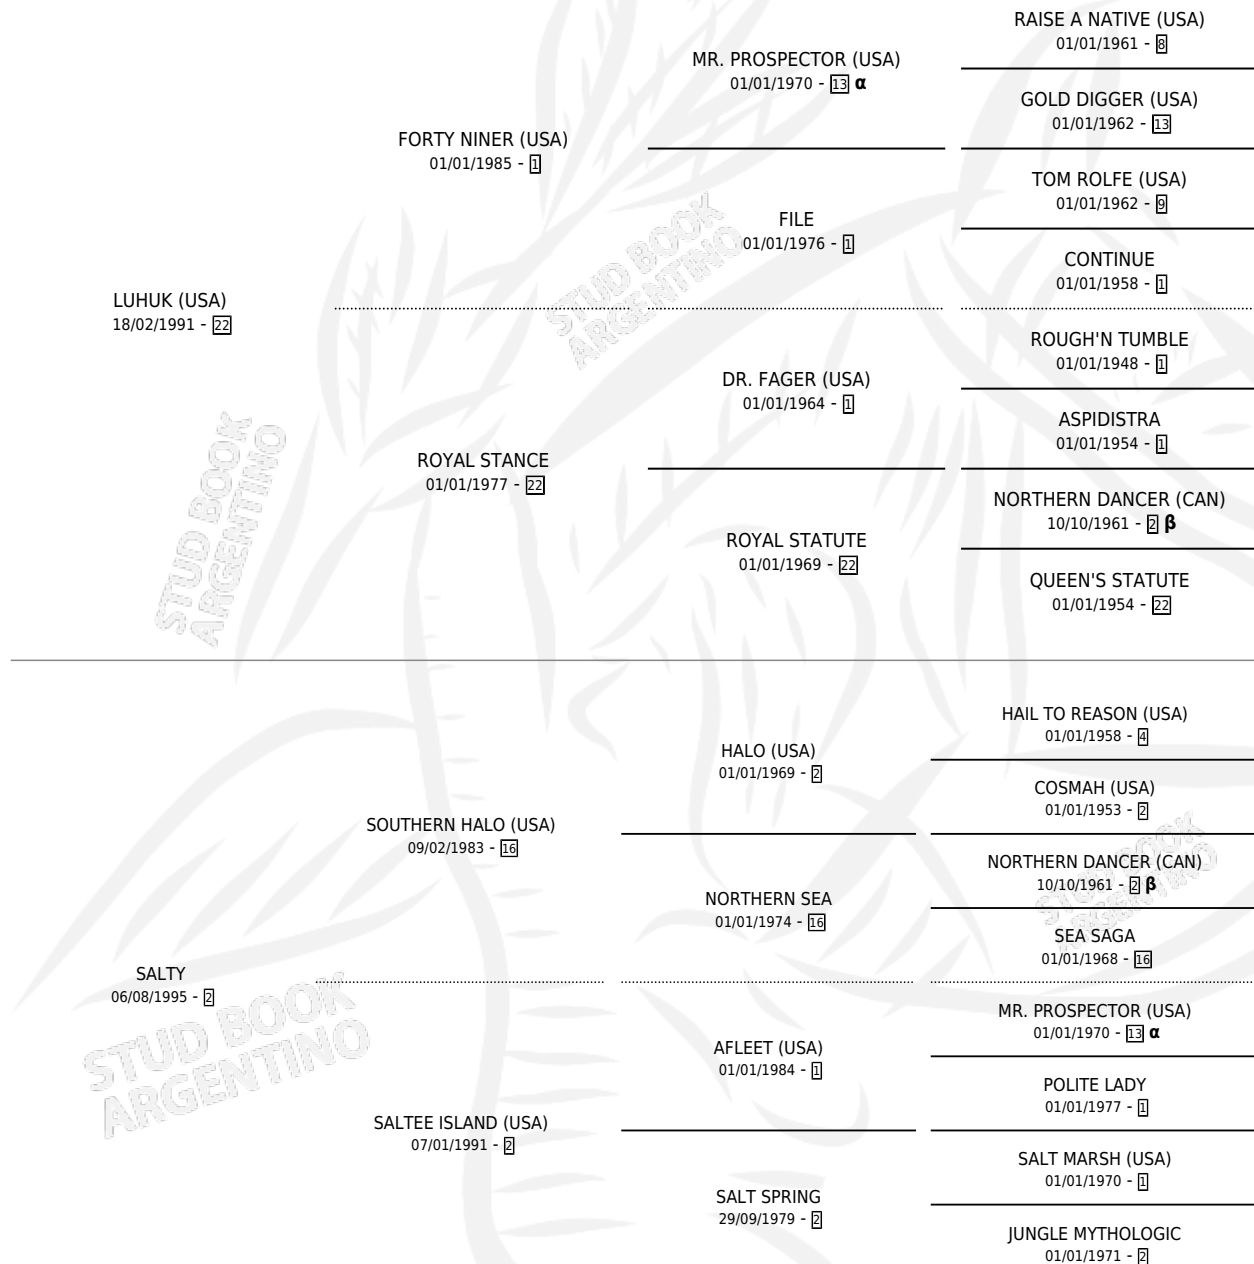 RAISE A NATIVE (USA)
01/01/1961 - 8
MR. PROSPECTOR (USA)
01/01/1970 - 13 α
GOLD DIGGER (USA)
01/01/1962 - 13
FORTY NINER (USA)
01/01/1985 - 1
TOM ROLFE (USA)
01/01/1962 - 9
FILE
01/01/1976 - 1
CONTINUE
01/01/1958 - 1
LUHUK (USA)
18/02/1991 - 22
ROUGH'N TUMBLE
01/01/1948 - 1
DR. FAGER (USA)
01/01/1964 - 1
ASPIDISTRA
01/01/1954 - 1
ROYAL STANCE
01/01/1977 - 22
NORTHERN DANCER (CAN)
10/10/1961 - 2 β
ROYAL STATUTE
01/01/1969 - 22
QUEEN'S STATUTE
01/01/1954 - 22
HAIL TO REASON (USA)
01/01/1958 - 4
HALO (USA)
01/01/1969 - 2
COSMAH (USA)
01/01/1953 - 2
SOUTHERN HALO (USA)
09/02/1983 - 16
NORTHERN DANCER (CAN)
10/10/1961 - 2 β
NORTHERN SEA
01/01/1974 - 16
SEA SAGA
01/01/1968 - 16
SALTY
06/08/1995 - 2
MR. PROSPECTOR (USA)
01/01/1970 - 13 α
AFLEET (USA)
01/01/1984 - 1
POLITE LADY
01/01/1977 - 1
SALTEE ISLAND (USA)
07/01/1991 - 2
SALT MARSH (USA)
01/01/1970 - 1
SALT SPRING
29/09/1979 - 2
JUNGLE MYTHOLOGIC
01/01/1971 - 2
STUD BOOK
ARGENTINO
STUD BOOK
ARGENTINO
STUD BOOK
ARGENTINO
STUD BOOK
ARGENTINO